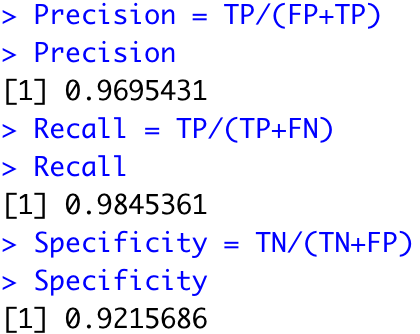 > Precision = TP/(FP+TP)
> Precision
[1] 0.9695431
> Recall = TP/(TP+FN)
> Recall
[1] 0.9845361
> Specificity = TN/(TN+FP)
> Specificity
[1] 0.9215686